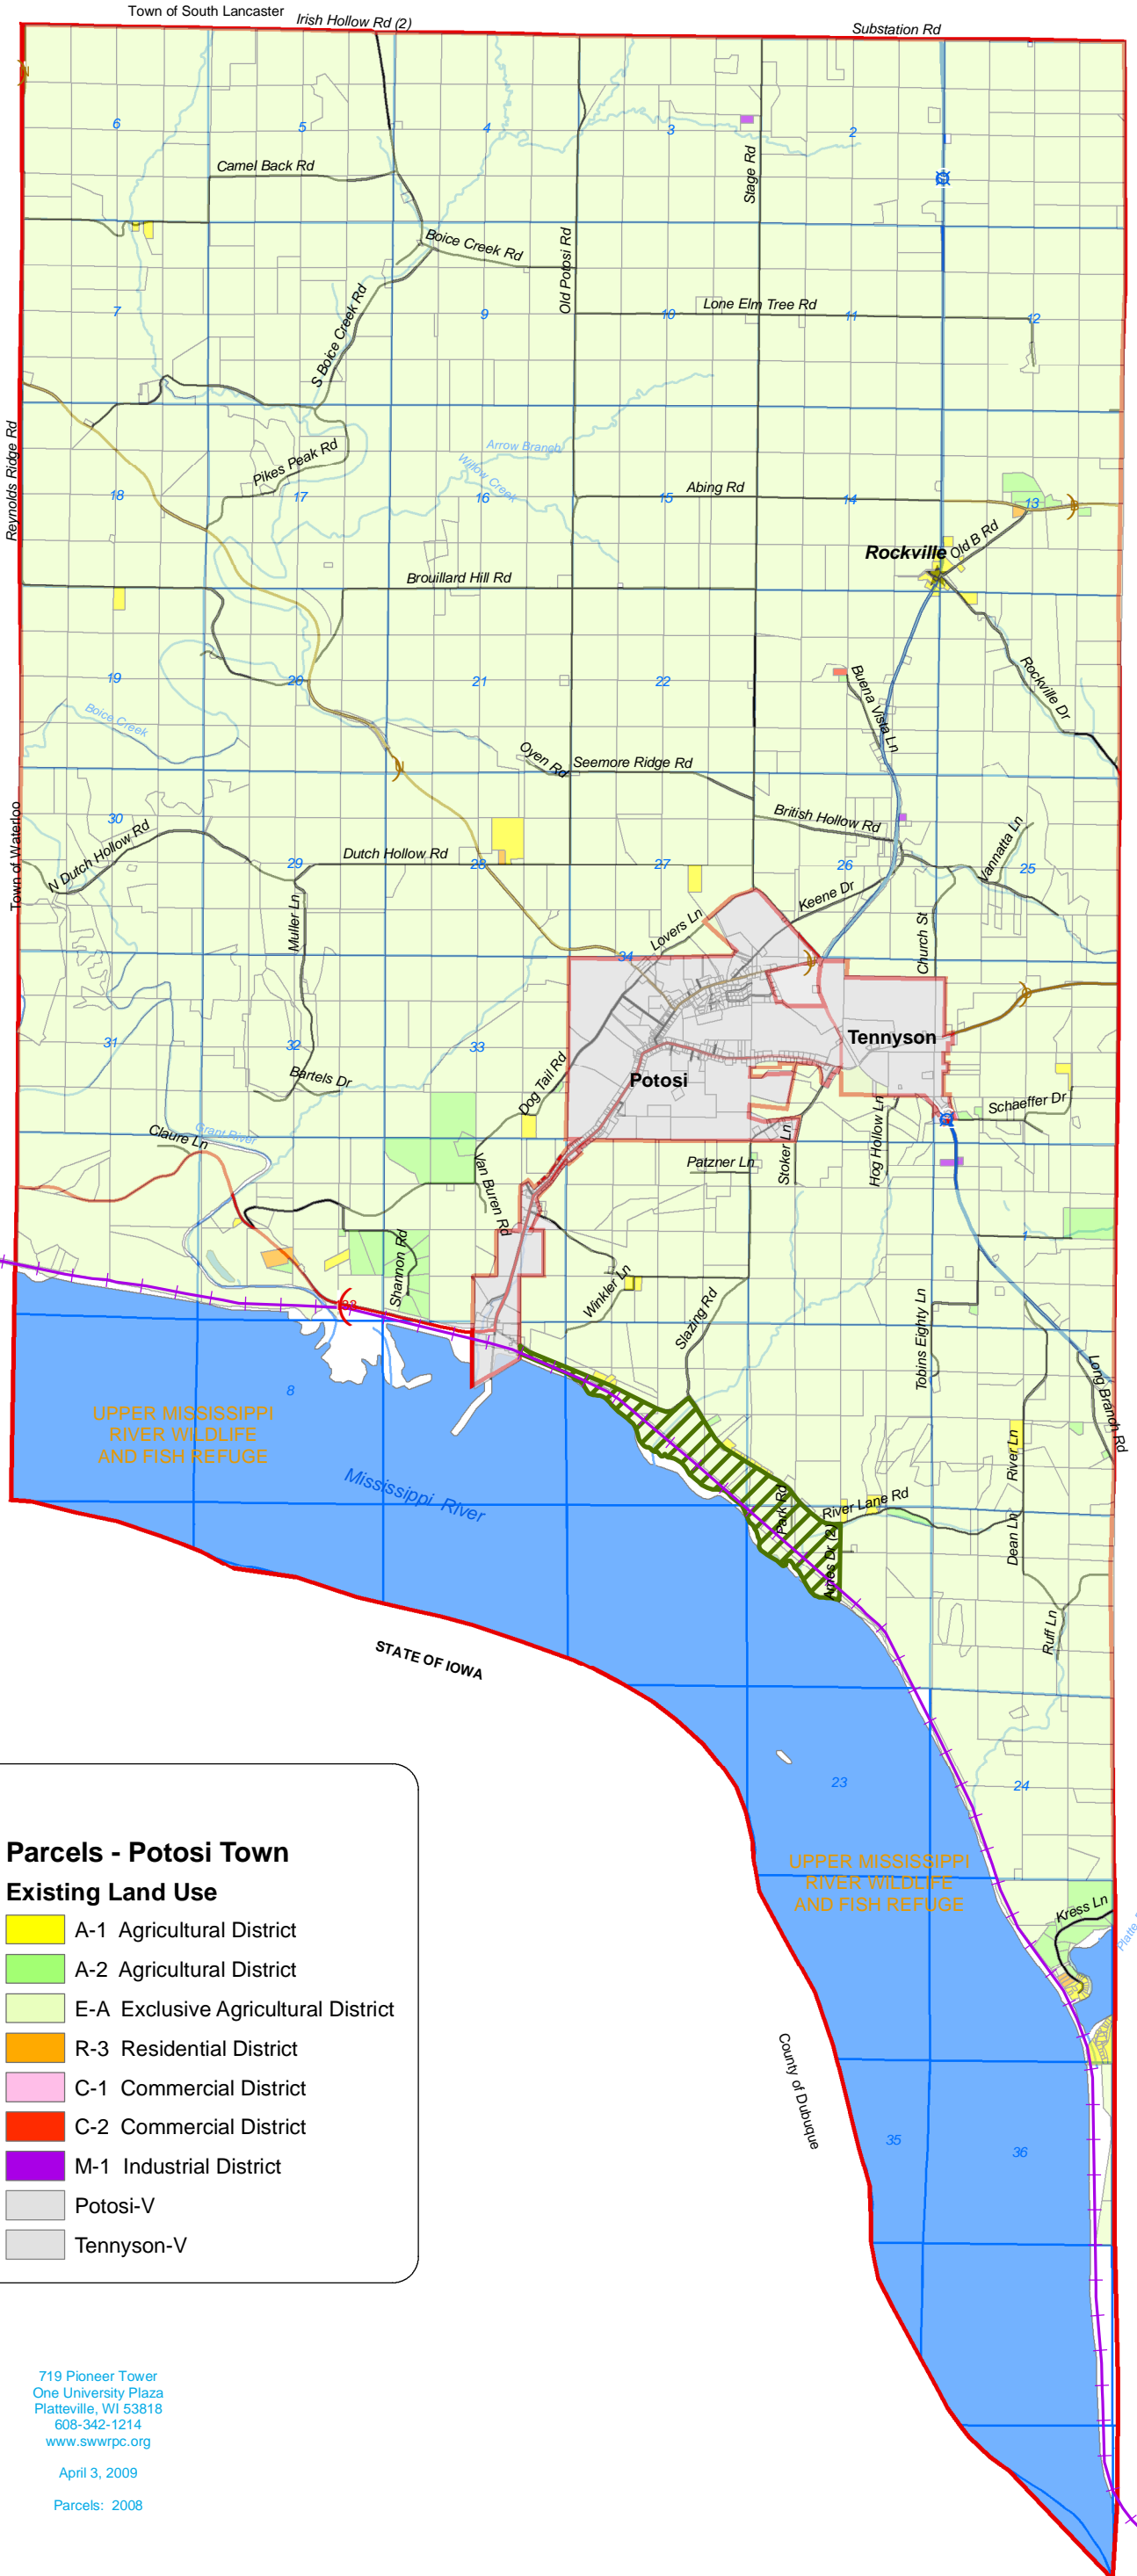 Town of South Lancaster
Irish Hollow Rd (2)
Substation Rd
6
5
4
3
2
Camel Back Rd
Stage Rd
61
Boice Creek Rd
Old Potosi Rd
S Boice Creek Rd
7
9
10
Lone Elm Tree Rd
11
12
Reynolds Ridge Rd
Arrow Branch
Willow Creek
Pikes Peak Rd
18
17
16
15
Abing Rd
14
13
B
Rockville
Old B Rd
Brouillard Hill Rd
19
20
21
22
Buena Vista Ln
Rockville Dr
Boice Creek
N
Oyen Rd
Seemore Ridge Rd
Town of Waterloo
30
N Dutch Hollow Rd
29
Dutch Hollow Rd
28
27
British Hollow Rd
26
Vannatta Ln
25
Muller Ln
Keene Dr
Lovers Ln
Church St
34
31
32
33
Tennyson
Potosi
Bartels Dr
Dog Tail Rd
Schaeffer Dr
Hog Hollow Ln
Grant River
Claure Ln
Van Buren Rd
Patzner Ln
Stoker Ln
1
Shannon Rd
Winkler Ln
Slazing Rd
Tobins Eighty Ln
Long Branch Rd
8
UPPER MISSISSIPPI
RIVER WILDLIFE
AND FISH REFUGE
Mississippi River
River Ln
River Lane Rd
Park Rd
Ames Dr (2)
Dean Ln
Ruff Ln
STATE OF IOWA
23
24
UPPER MISSISSIPPI
RIVER WILDLIFE
AND FISH REFUGE
Kress Ln
County of Dubuque
35
36
Parcels - Potosi Town
Existing Land Use
A-1 Agricultural District
A-2 Agricultural District
E-A Exclusive Agricultural District
R-3 Residential District
C-1 Commercial District
C-2 Commercial District
M-1 Industrial District
Potosi-V
Tennyson-V
719 Pioneer Tower
One University Plaza
Platteville, WI 53818
608-342-1214
www.swwrpc.org
April 3, 2009
Parcels: 2008